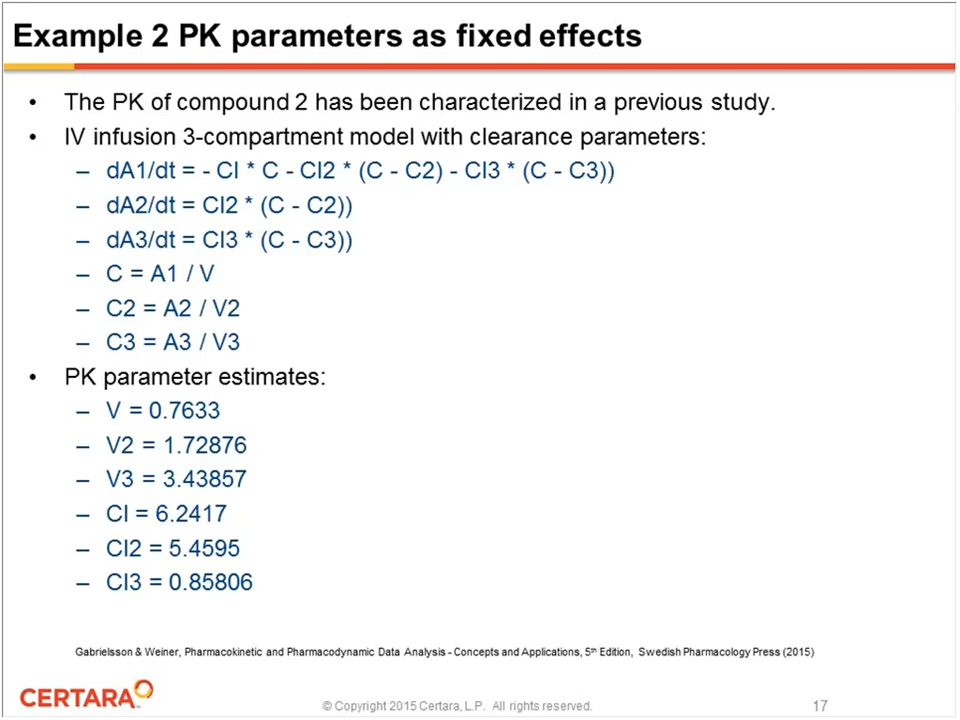 Example 2 PK parameters as fixed effects
• The PK of compound 2 has been characterized in a previous study.
• IV infusion 3-compartment model with clearance parameters:
– dA1/dt = - Cl * C - Cl2 * (C - C2) - Cl3 * (C - C3))
– dA2/dt = Cl2 * (C - C2))
– dA3/dt = Cl3 * (C - C3))
– C = A1 / V
– C2 = A2 / V2
– C3 = A3 / V3
• PK parameter estimates:
– V = 0.7633
– V2 = 1.72876
– V3 = 3.43857
– Cl = 6.2417
– Cl2 = 5.4595
– Cl3 = 0.85806
Gabrielsson & Weiner, Pharmacokinetic and Pharmacodynamic Data Analysis - Concepts and Applications, 5th Edition, Swedish Pharmacology Press (2015)
CERTARA
© Copyright 2015 Certara, L.P. All rights reserved.
17